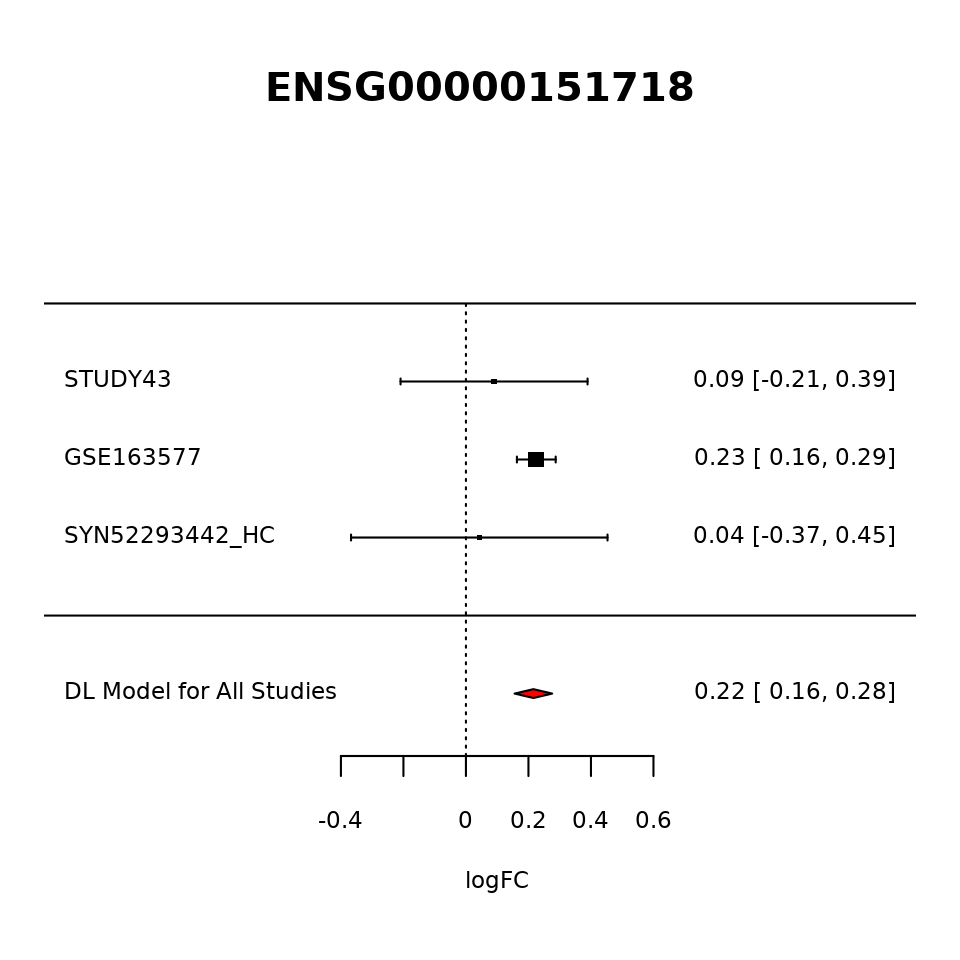 ENSG00000151718
STUDY43 0.09 [-0.21, 0.39]
GSE163577 0.23 [ 0.16, 0.29]
SYN52293442_HC 0.04 [-0.37, 0.45]
DL Model for All Studies 0.22 [ 0.16, 0.28]
-0.4 0 0.2 0.4 0.6
logFC